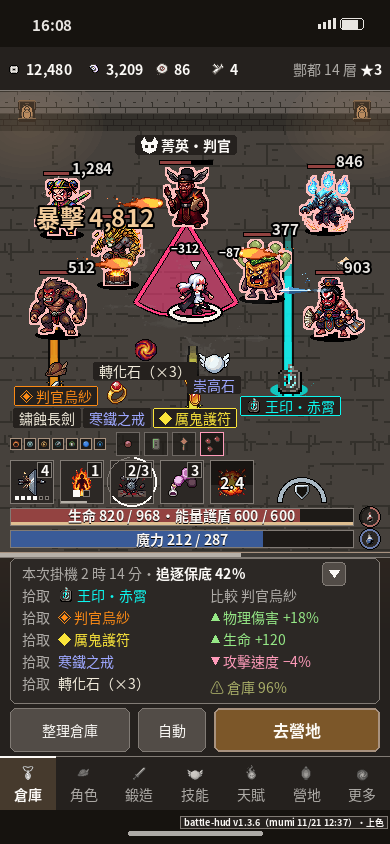 16:08
12,480 3,209 86 4 酆都 14 層 ★3
菁英・判官
1,284
846
暴擊 4,812
377
−312
−87
512
903
轉化石（×3）
崇高石
判官烏紗
王印・赤霄
鏽蝕長劍 寒鐵之戒 厲鬼護符
4 1 2/3 3 2.4
生命 820 / 968・能量護盾 600 / 600
魔力 212 / 287
本次掛機 2 時 14 分・追逐保底 42%
拾取 王印・赤霄
拾取 判官烏紗
拾取 厲鬼護符
拾取 寒鐵之戒
拾取 轉化石（×3）
比較 判官烏紗
▲物理傷害 +18%
▲生命 +120
▼攻擊速度 −4%
⚠ 倉庫 96%
整理倉庫 自動 去營地
倉庫 角色 鍛造 技能 天賦 營地 更多
battle-hud v1.3.6（mumi 11/21 12:37）・上色